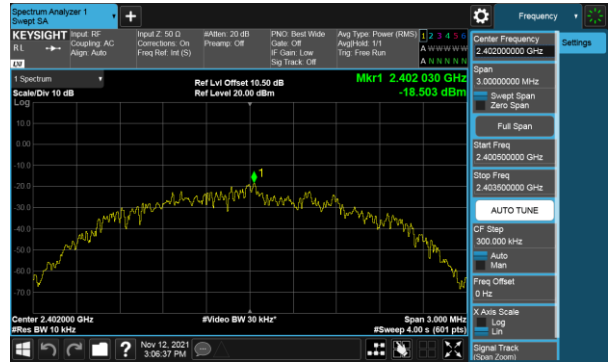 Spectrum Analyzer 1
Swept SA
+
Frequency
KEYSIGHT
RL
Input: RF
Coupling: AC
Align: Auto
Input Z: 50 Ω
Corrections: On
Freq Ref: Int (S)
#Atten: 20 dB
Preamp: Off
PNO: Best Wide
Gate: Off
IF Gain: Low
Sig Track: Off
Avg Type: Power (RMS)
Avg|Hold: 1/1
Trig: Free Run
1 2 3 4 5 6
A W W W W W
A N N N N N
LXI
1 Spectrum
Scale/Div 10 dB
Log
Ref Lvl Offset 10.50 dB
Ref Level 20.00 dBm
Mkr1 2.402 030 GHz
-18.503 dBm
10.0
0.00
-10.0
-20.0
-30.0
-40.0
-50.0
-60.0
-70.0
1
Center 2.402000 GHz
#Res BW 10 kHz
#Video BW 30 kHz*
Span 3.000 MHz
#Sweep 4.00 s (601 pts)
Nov 12, 2021
3:06:37 PM
?
Center Frequency
2.402000000 GHz
Settings
Span
3.00000000 MHz
Swept Span
Zero Span
Full Span
Start Freq
2.400500000 GHz
Stop Freq
2.403500000 GHz
AUTO TUNE
CF Step
300.000 kHz
Auto
Man
Freq Offset
0 Hz
X Axis Scale
Log
Lin
Signal Track
(Span Zoom)